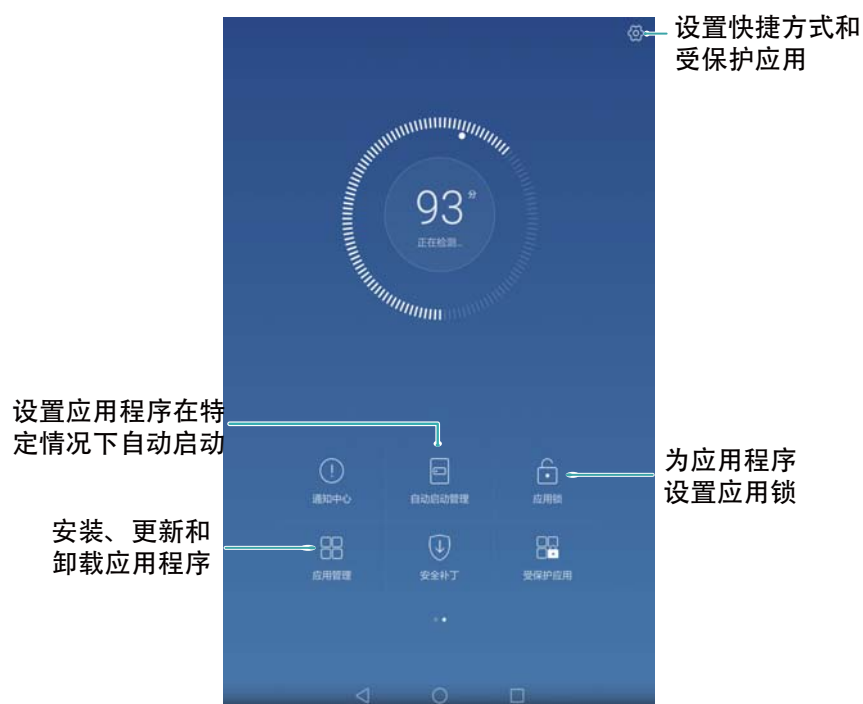 设置快捷方式和
受保护应用
93分
正在检测...
设置应用程序在特
定情况下自动启动
通知中心
自动启动管理
应用锁
为应用程序
设置应用锁
安装、更新和
卸载应用程序
应用管理
安全补丁
受保护应用